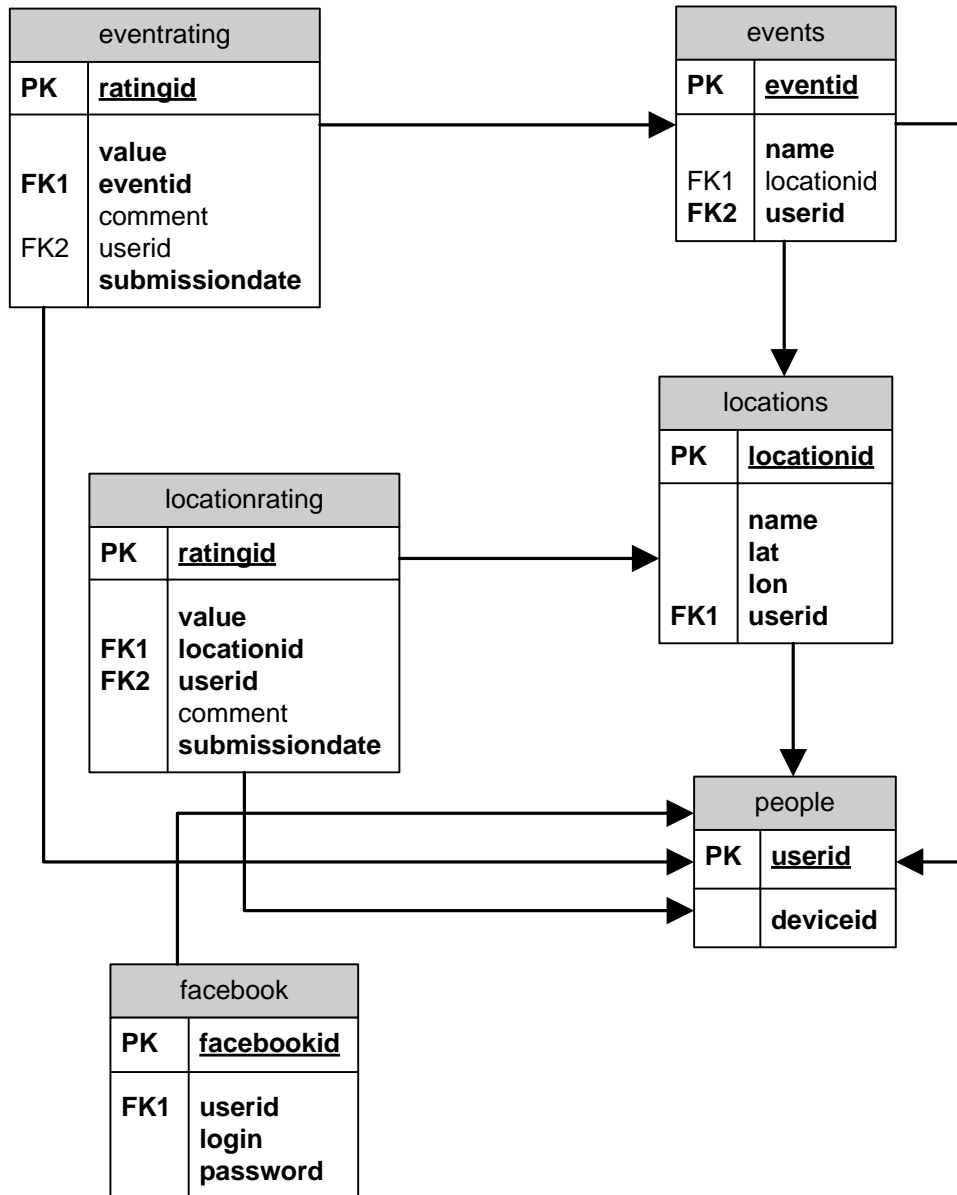 eventrating
PK ratingid
value
FK1 eventid
comment
FK2 userid
submissiondate
events
PK eventid
name
FK1 locationid
FK2 userid
locations
PK locationid
name
lat
lon
FK1 userid
locationrating
PK ratingid
value
FK1 locationid
FK2 userid
comment
submissiondate
people
PK userid
deviceid
facebook
PK facebookid
FK1 userid
login
password